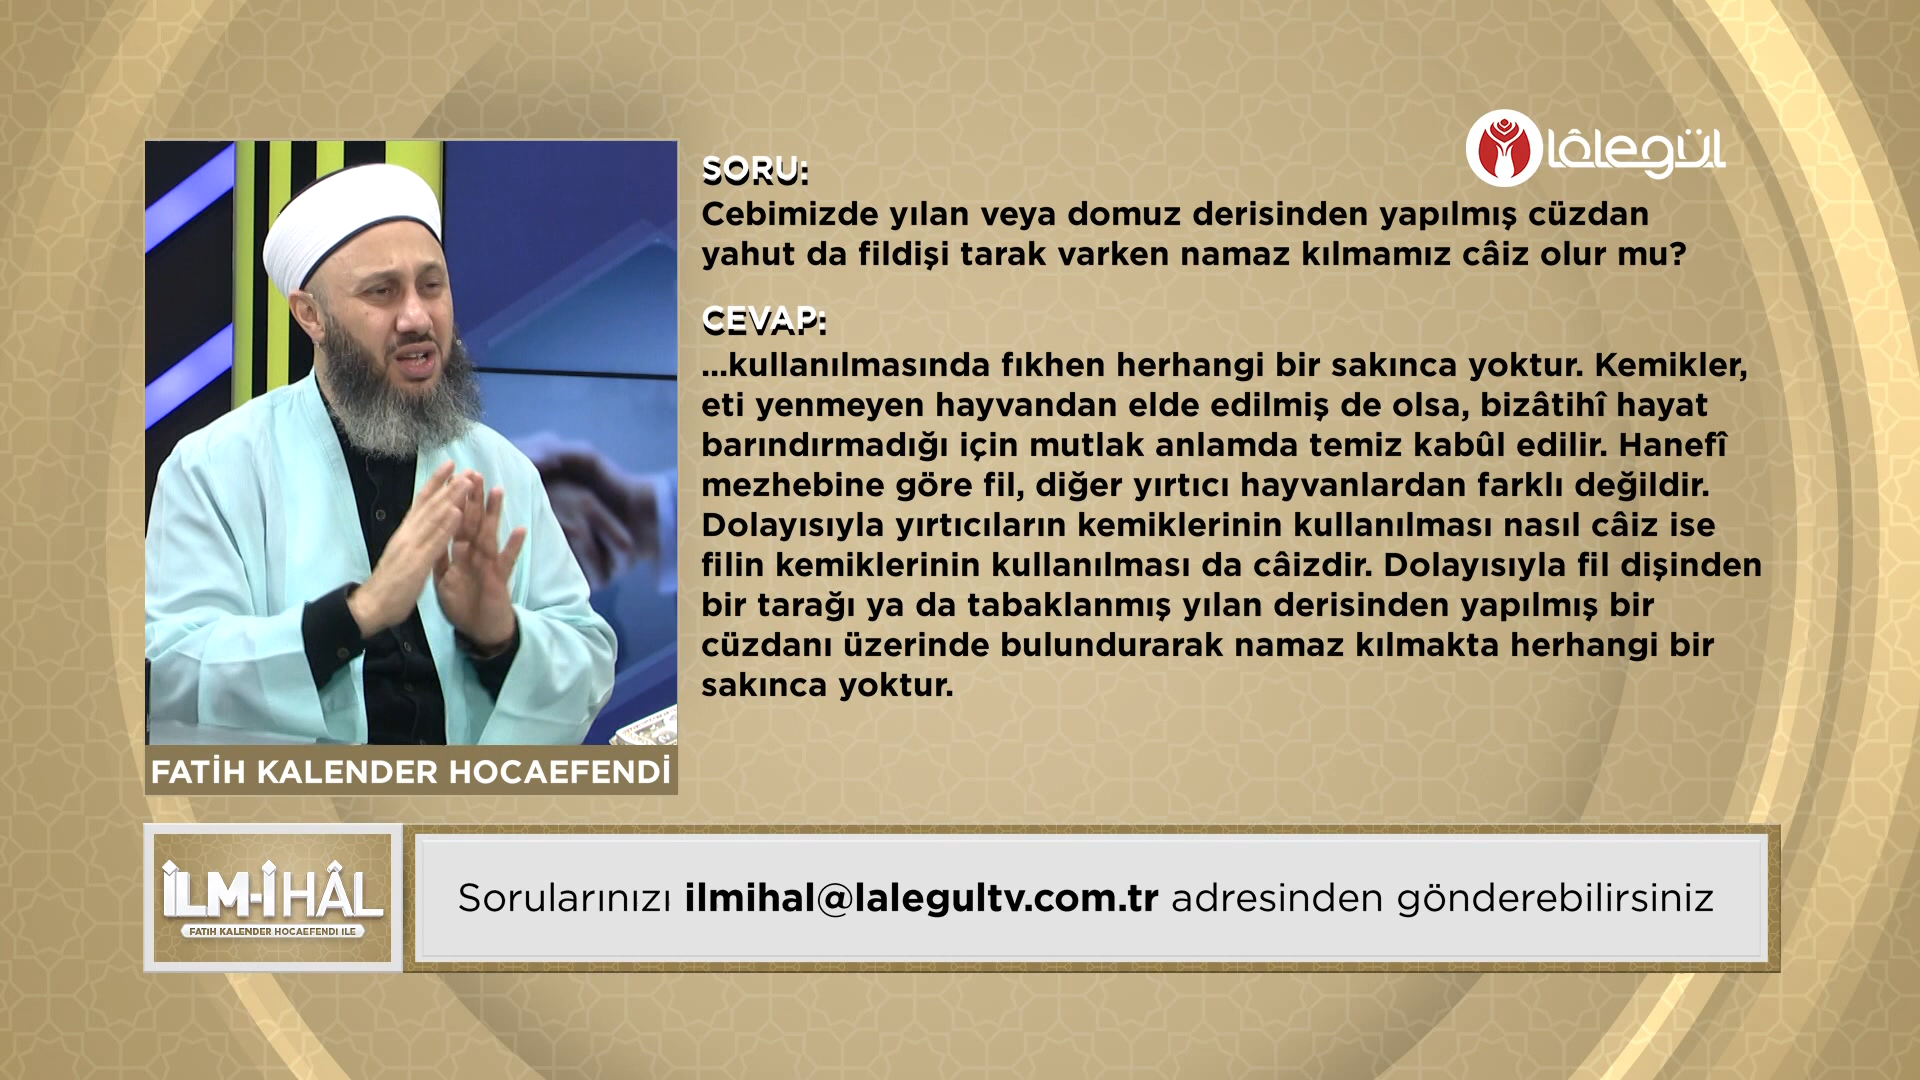 lâlegül
SORU:
Cebimizde yılan veya domuz derisinden yapılmış cüzdan
yahut da fildişi tarak varken namaz kılmamız câiz olur mu?
CEVAP:
...kullanılmasında fıkhen herhangi bir sakınca yoktur. Kemikler,
eti yenmeyen hayvandan elde edilmiş de olsa, bizâtihî hayat
barındırmadığı için mutlak anlamda temiz kabûl edilir. Hanefî
mezhebine göre fil, diğer yırtıcı hayvanlardan farklı değildir.
Dolayısıyla yırtıcıların kemiklerinin kullanılması nasıl câiz ise
filin kemiklerinin kullanılması da câizdir. Dolayısıyla fil dişinden
bir tarağı ya da tabaklanmış yılan derisinden yapılmış bir
cüzdanı üzerinde bulundurarak namaz kılmakta herhangi bir
sakınca yoktur.
FATİH KALENDER HOCAEFENDİ
İLM-İ HÂL
FATİH KALENDER HOCAEFENDİ İLE
Sorularınızı ilmihal@lalegultv.com.tr adresinden gönderebilirsiniz